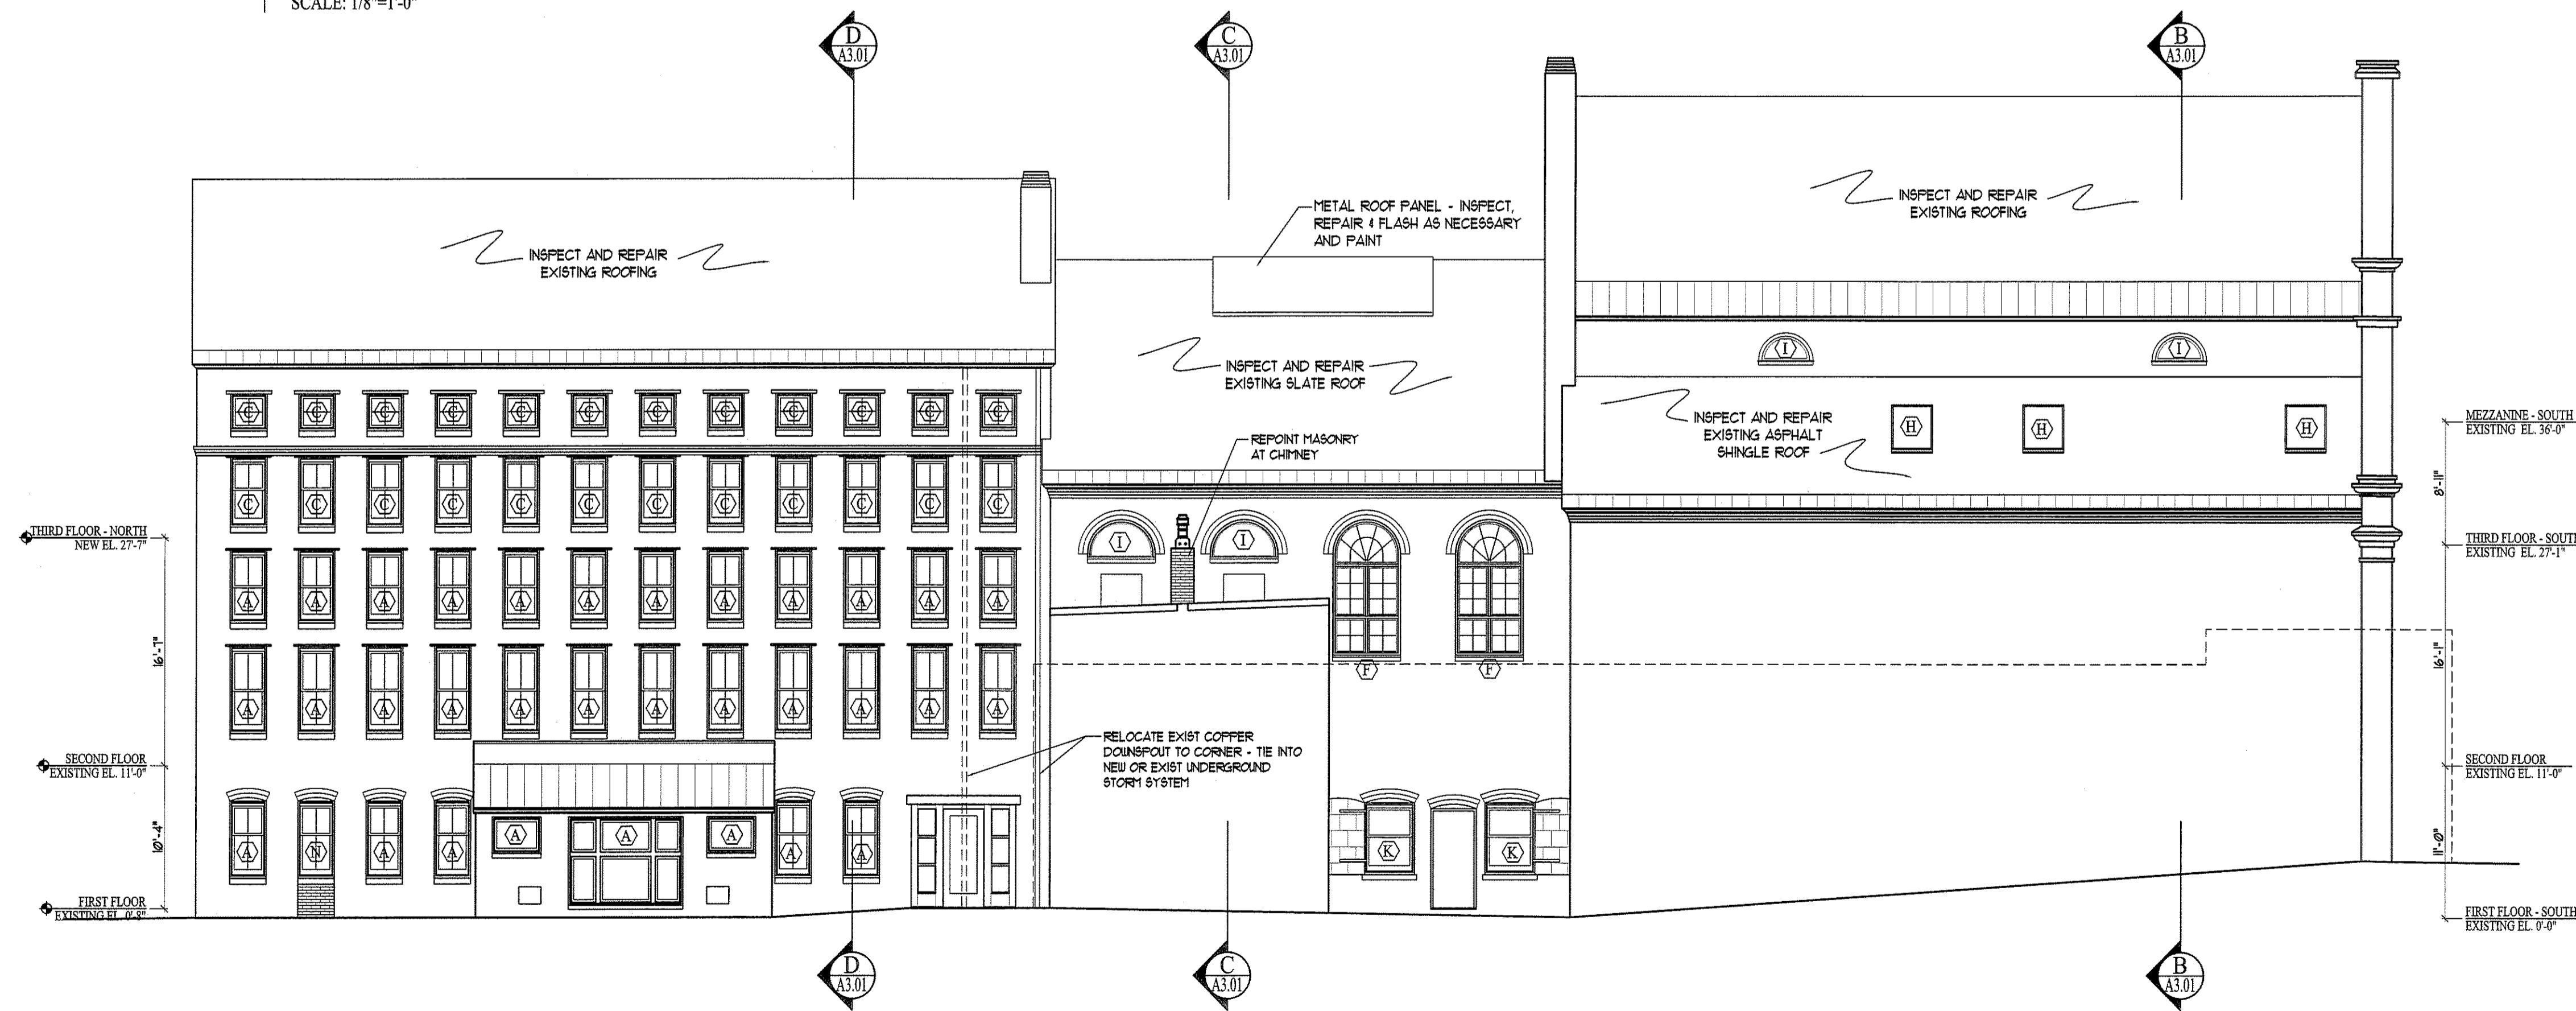 SCALE: 1/8"=1'-0"
D
A3.01
C
A3.01
B
A3.01
METAL ROOF PANEL - INSPECT,
REPAIR & FLASH AS NECESSARY
AND PAINT
INSPECT AND REPAIR
EXISTING ROOFING
INSPECT AND REPAIR
EXISTING ROOFING
INSPECT AND REPAIR
EXISTING SLATE ROOF
INSPECT AND REPAIR
EXISTING ASPHALT
SHINGLE ROOF
REPOINT MASONRY
AT CHIMNEY
I I
H H H
C C C C C C C C C C C C
C C C C C C C C C C C C
I I
A A A A A A A A A A A A
F F
A A A A A A A A A A A A
RELOCATE EXIST COPPER
DOWNSPOUT TO CORNER - TIE INTO
NEW OR EXIST UNDERGROUND
STORM SYSTEM
A N A A A A A A A
K K
THIRD FLOOR - NORTH
NEW EL. 27'-7"
16'-7"
SECOND FLOOR
EXISTING EL. 11'-0"
10'-4"
FIRST FLOOR
EXISTING EL. 0'-8"
MEZZANINE - SOUTH
EXISTING EL. 36'-0"
8'-11"
THIRD FLOOR - SOUTH
EXISTING EL. 27'-1"
16'-1"
SECOND FLOOR
EXISTING EL. 11'-0"
11'-0"
FIRST FLOOR - SOUTH
EXISTING EL. 0'-0"
D
A3.01
C
A3.01
B
A3.01